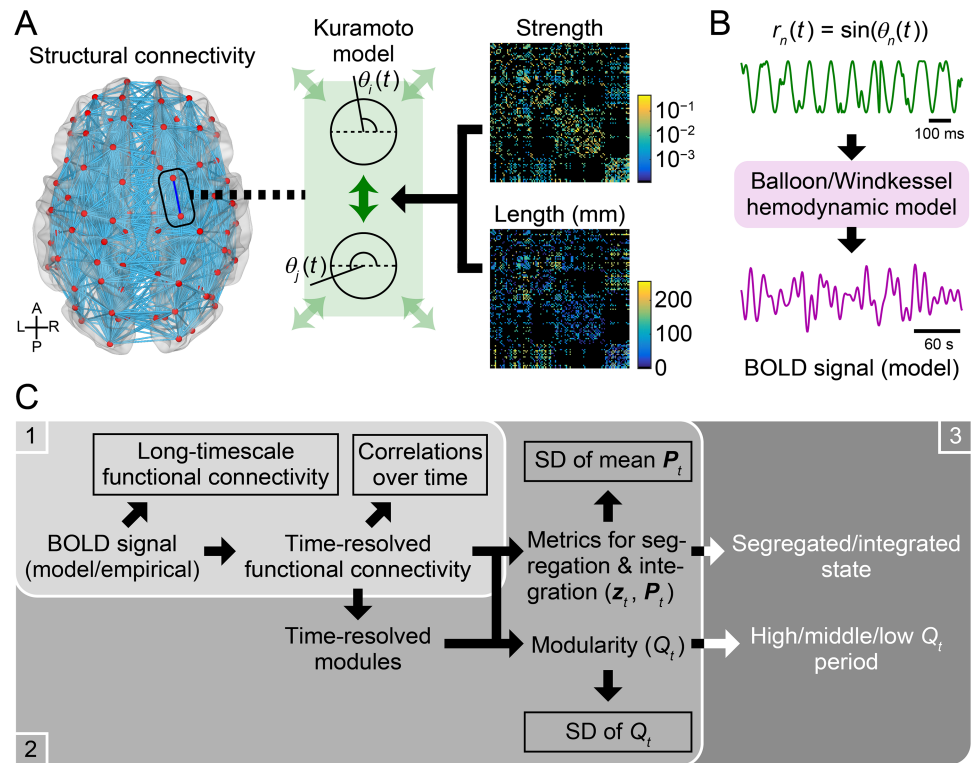 A
Structural connectivity
A
L R
P
Kuramoto
model
θi(t)
θj(t)
Strength
10⁻¹
10⁻²
10⁻³
Length (mm)
200
100
0
B
rn(t) = sin(θn(t))
100 ms
Balloon/Windkessel
hemodynamic model
60 s
BOLD signal (model)
C
1
Long-timescale
functional connectivity
Correlations
over time
BOLD signal
(model/empirical)
Time-resolved
functional connectivity
Time-resolved
modules
2
SD of mean Pt
Metrics for seg-
regation & inte-
gration (zt, Pt)
Modularity (Qt)
SD of Qt
3
Segregated/integrated
state
High/middle/low Qt
period